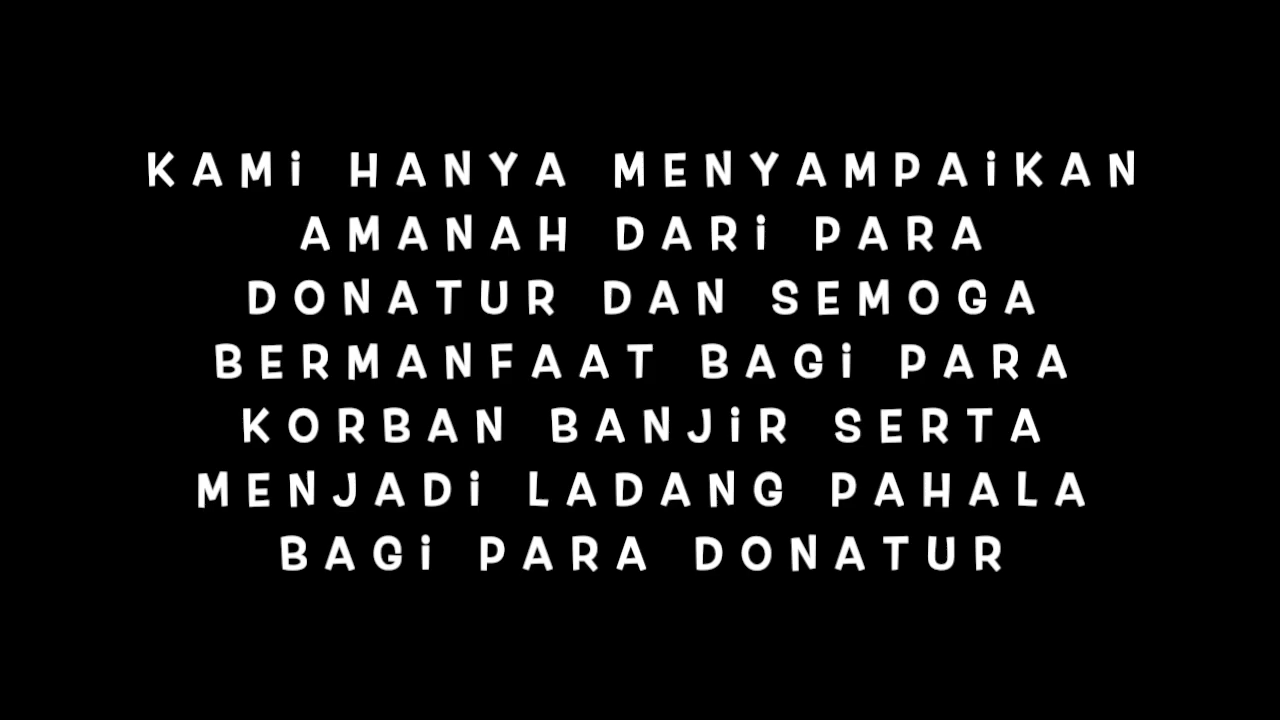 KAMI HANYA MENYAMPAIKAN
AMANAH DARI PARA
DONATUR DAN SEMOGA
BERMANFAAT BAGI PARA
KORBAN BANJIR SERTA
MENJADI LADANG PAHALA
BAGI PARA DONATUR